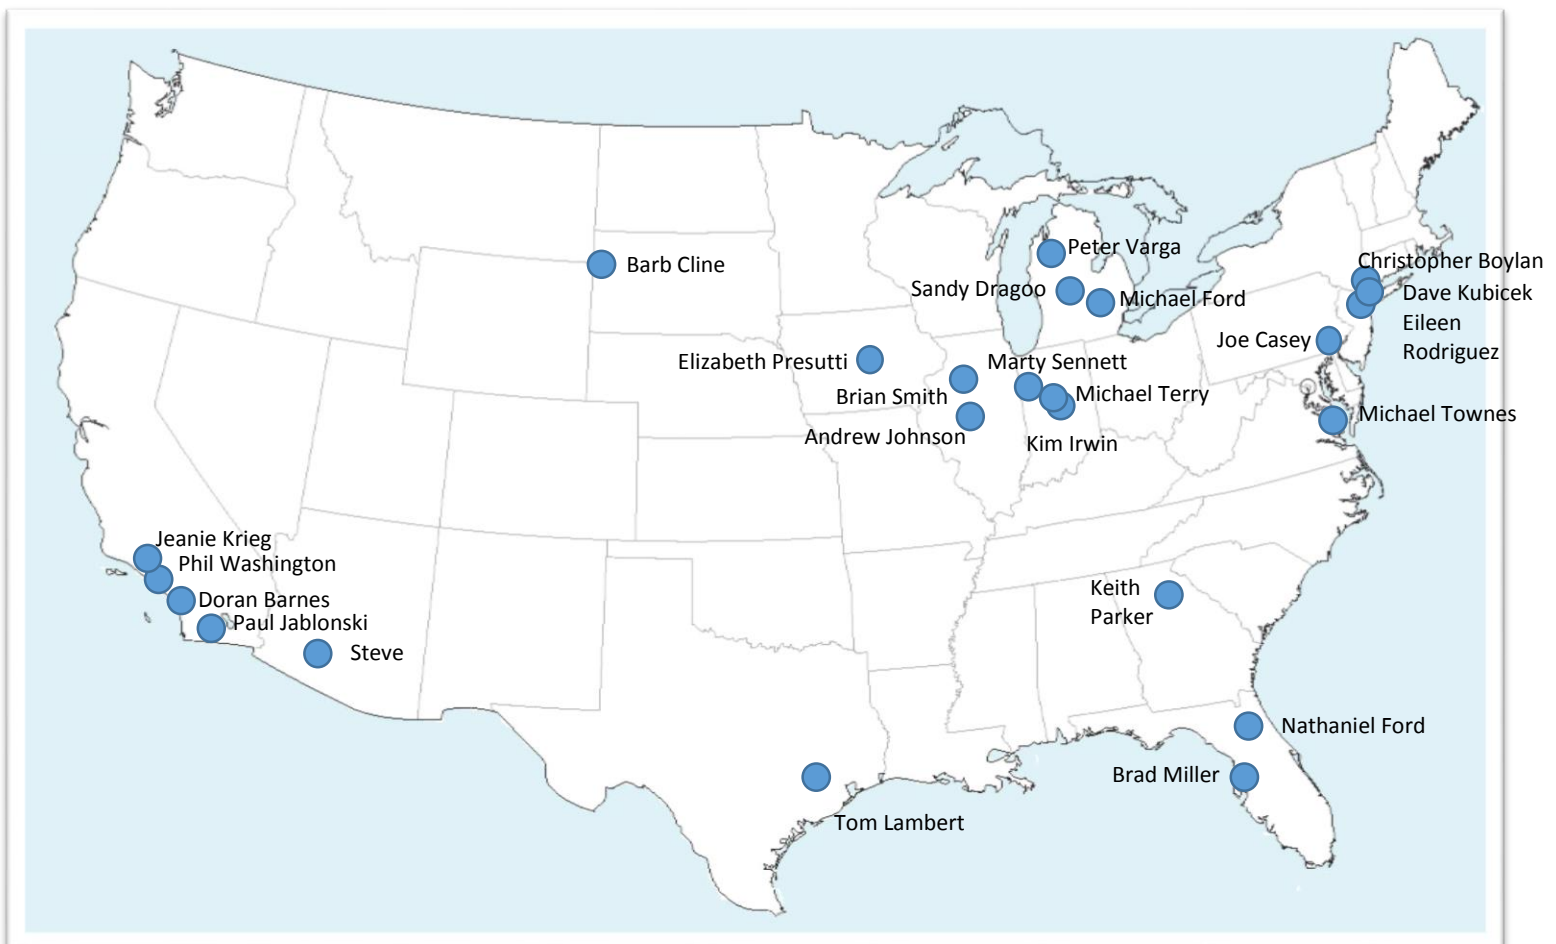 Peter Varga
Christopher Boylan
Barb Cline
Sandy Dragoo
Michael Ford
Dave Kubicek
Eileen
Rodriguez
Joe Casey
Elizabeth Presutti
Marty Sennett
Brian Smith
Michael Terry
Michael Townes
Andrew Johnson
Kim Irwin
Jeanie Krieg
Phil Washington
Doran Barnes
Paul Jablonski
Steve
Keith
Parker
Nathaniel Ford
Brad Miller
Tom Lambert